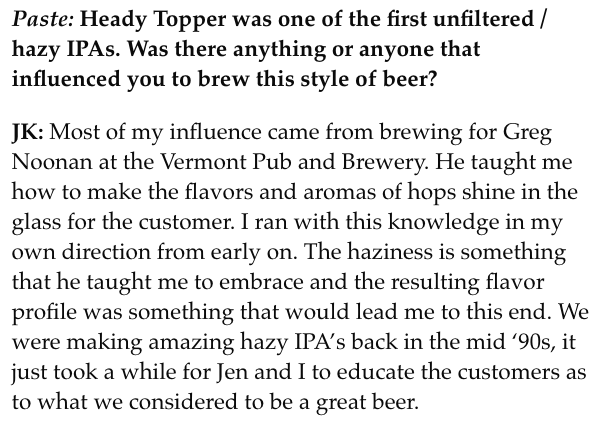 Paste: Heady Topper was one of the first unfiltered /
hazy IPAs. Was there anything or anyone that
influenced you to brew this style of beer?
JK: Most of my influence came from brewing for Greg
Noonan at the Vermont Pub and Brewery. He taught me
how to make the flavors and aromas of hops shine in the
glass for the customer. I ran with this knowledge in my
own direction from early on. The haziness is something
that he taught me to embrace and the resulting flavor
profile was something that would lead me to this end. We
were making amazing hazy IPA’s back in the mid ‘90s, it
just took a while for Jen and I to educate the customers as
to what we considered to be a great beer.